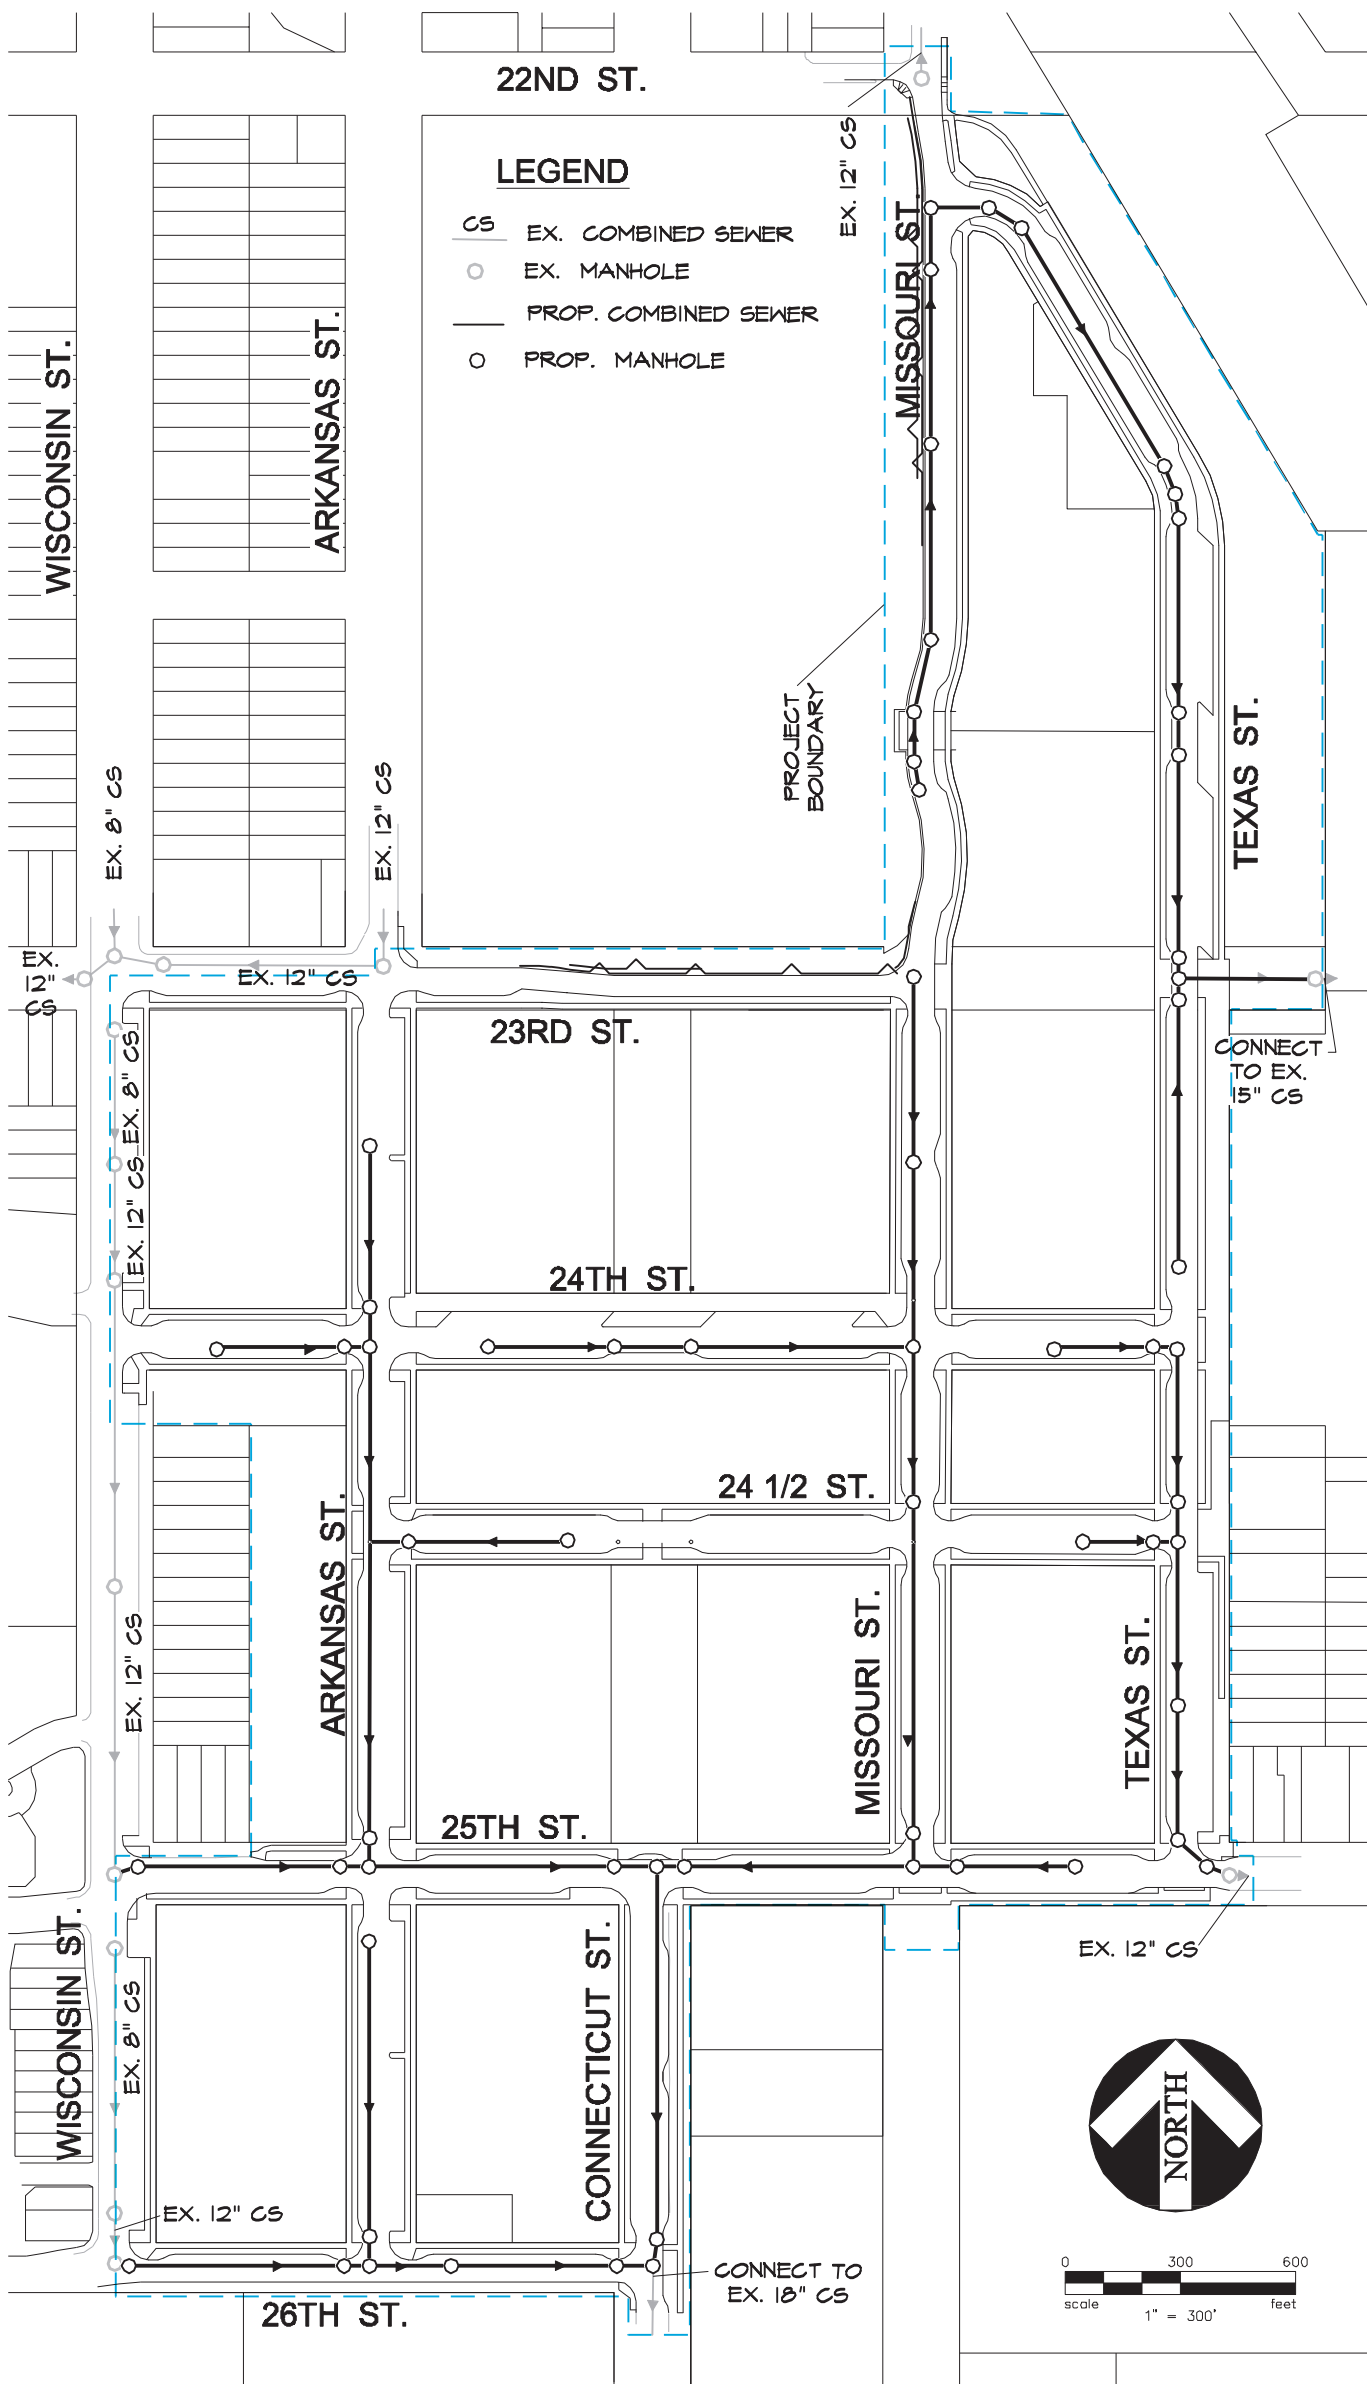 22ND ST.
EX. 12" CS
LEGEND
CS
EX. COMBINED SEWER
EX. MANHOLE
PROP. COMBINED SEWER
PROP. MANHOLE
MISSOURI ST.
WISCONSIN ST.
ARKANSAS ST.
PROJECT
BOUNDARY
TEXAS ST.
EX. 8" CS
EX. 12" CS
EX.
12"
CS
EX. 12" CS
23RD ST.
EX. 8" CS
CONNECT
TO EX.
15" CS
EX. 12" CS
24TH ST.
24 1/2 ST.
ARKANSAS ST.
MISSOURI ST.
TEXAS ST.
EX. 12" CS
25TH ST.
WISCONSIN ST.
EX. 8" CS
CONNECTICUT ST.
EX. 12" CS
NORTH
EX. 12" CS
CONNECT TO
EX. 18" CS
26TH ST.
0 300 600
scale feet
1" = 300'